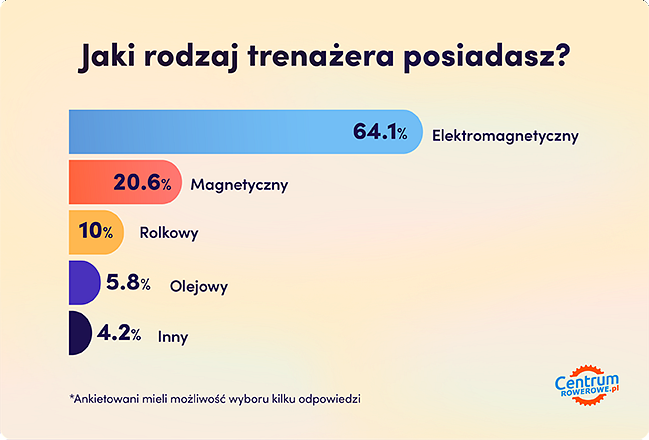 Jaki rodzaj trenażera posiadasz?
64.1% Elektromagnetyczny
20.6% Magnetyczny
10% Rolkowy
5.8% Olejowy
4.2% Inny
*Ankietowani mieli możliwość wyboru kilku odpowiedzi
Centrum
ROWEROWE.pl